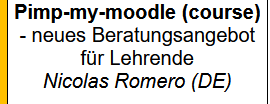 Pimp-my-moodle (course)
- neues Beratungsangebot
für Lehrende
Nicolas Romero (DE)